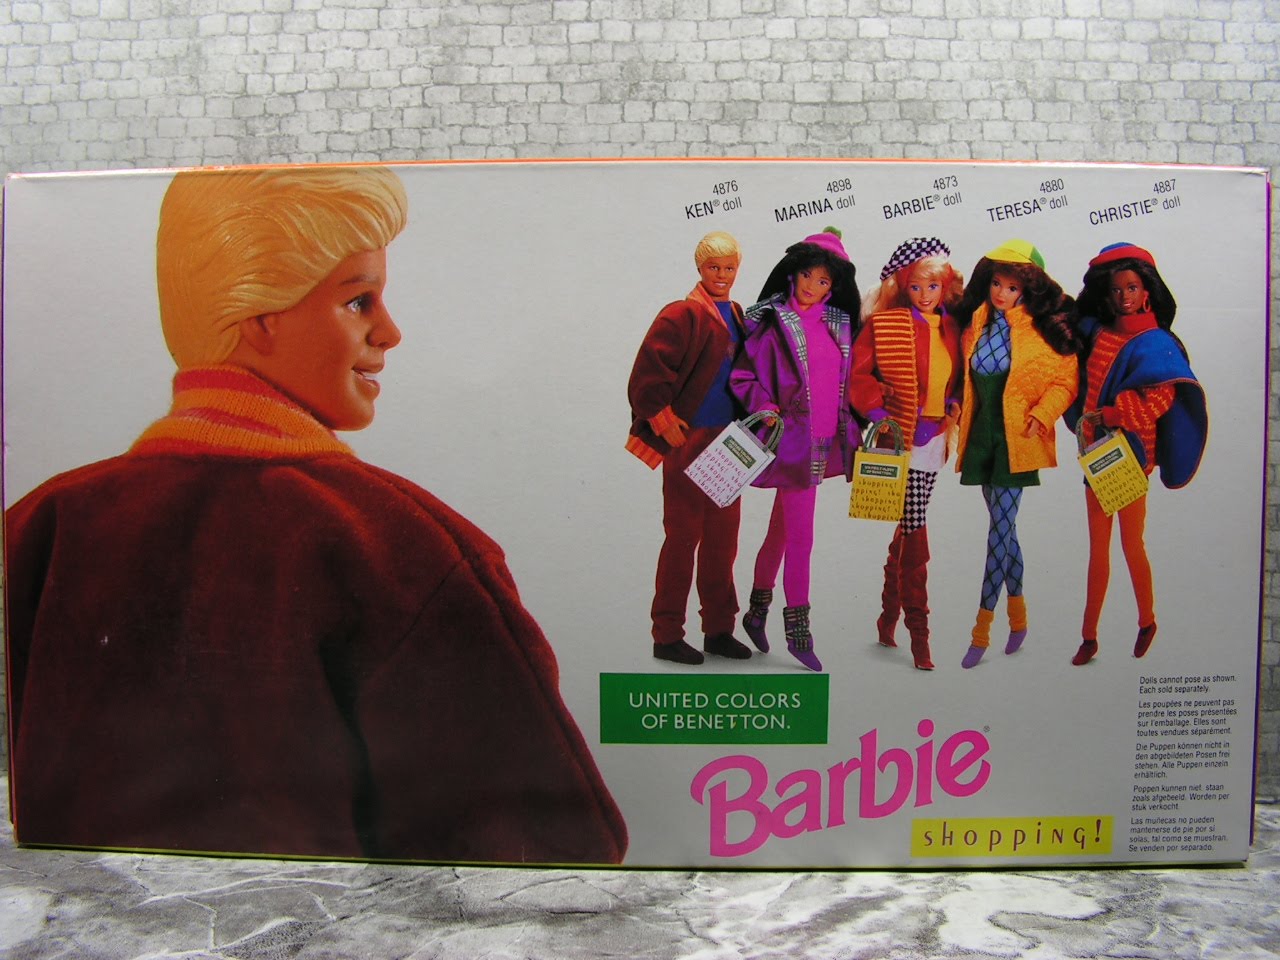 4876
KEN® doll
4898
MARINA doll
4873
BARBIE® doll
4880
TERESA® doll
4887
CHRISTIE® doll
UNITED COLORS
OF BENETTON.
Barbie®
shopping!
Dolls cannot pose as shown.
Each sold separately.
Les poupées ne peuvent pas
prendre les poses présentées
sur l'emballage. Elles sont
toutes vendues séparément.
Die Puppen können nicht in
den abgebildeten Posen frei
stehen. Alle Puppen einzeln
erhältlich.
Poppen kunnen niet staan
zoals afgebeeld. Worden per
stuk verkocht.
Las muñecas no pueden
mantenerse de pie por si
solas, tal como se muestran.
Se venden por separado.